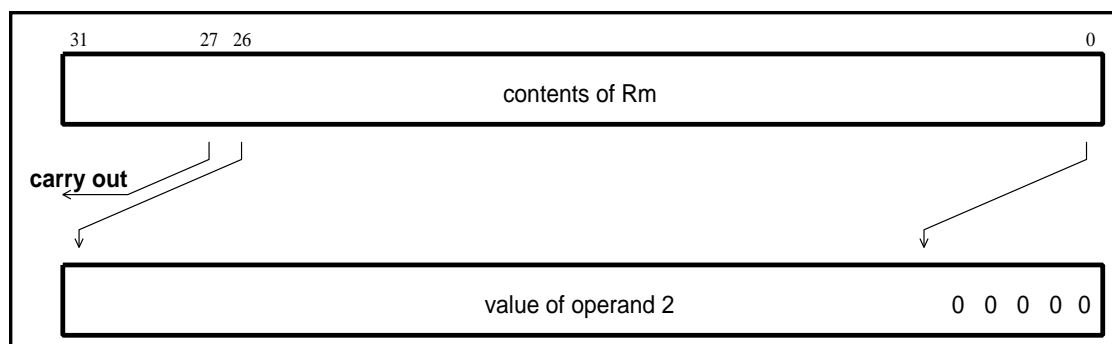 31 27 26 0
contents of Rm
carry out
value of operand 2 0 0 0 0 0